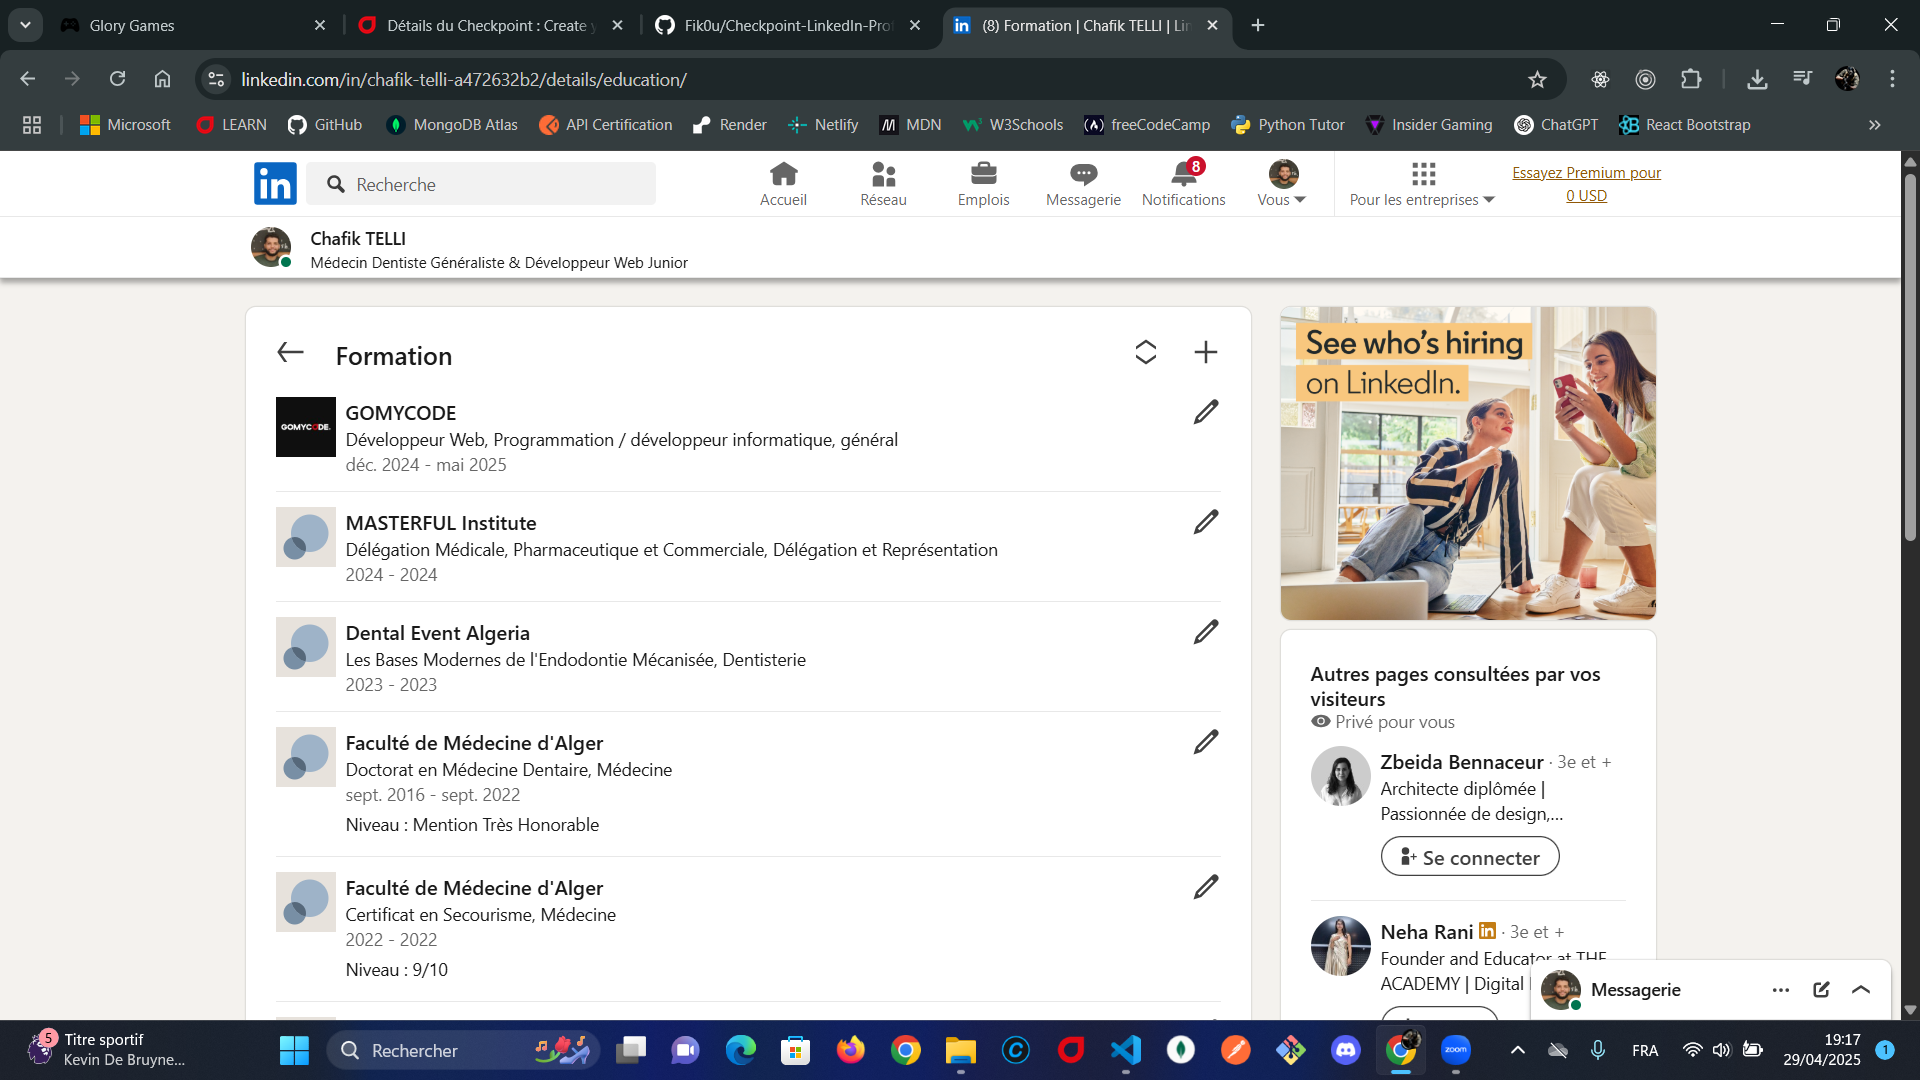 Glory Games
Détails du Checkpoint : Create y
Fik0u/Checkpoint-LinkedIn-Prof
(8) Formation | Chafik TELLI | Lin
linkedin.com/in/chafik-telli-a472632b2/details/education/
Microsoft
LEARN
GitHub
MongoDB Atlas
API Certification
Render
Netlify
MDN
W3Schools
freeCodeCamp
Python Tutor
Insider Gaming
ChatGPT
React Bootstrap
Recherche
Accueil
Réseau
Emplois
Messagerie
8
Notifications
Vous
Pour les entreprises
Essayez Premium pour
0 USD
Chafik TELLI
Médecin Dentiste Généraliste & Développeur Web Junior
Formation
GOMYCODE
GOMYCODE
Développeur Web, Programmation / développeur informatique, général
déc. 2024 - mai 2025
MASTERFUL Institute
Délégation Médicale, Pharmaceutique et Commerciale, Délégation et Représentation
2024 - 2024
Dental Event Algeria
Les Bases Modernes de l'Endodontie Mécanisée, Dentisterie
2023 - 2023
Faculté de Médecine d'Alger
Doctorat en Médecine Dentaire, Médecine
sept. 2016 - sept. 2022
Niveau : Mention Très Honorable
Faculté de Médecine d'Alger
Certificat en Secourisme, Médecine
2022 - 2022
Niveau : 9/10
See who's hiring
on LinkedIn.
Autres pages consultées par vos
visiteurs
Privé pour vous
Zbeida Bennaceur · 3e et +
Architecte diplômée |
Passionnée de design,...
Se connecter
Neha Rani in · 3e et +
Founder and Educator at THE
ACADEMY | Digital
Messagerie
5
Titre sportif
Kevin De Bruyne...
Rechercher
zoom
FRA
19:17
29/04/2025
1